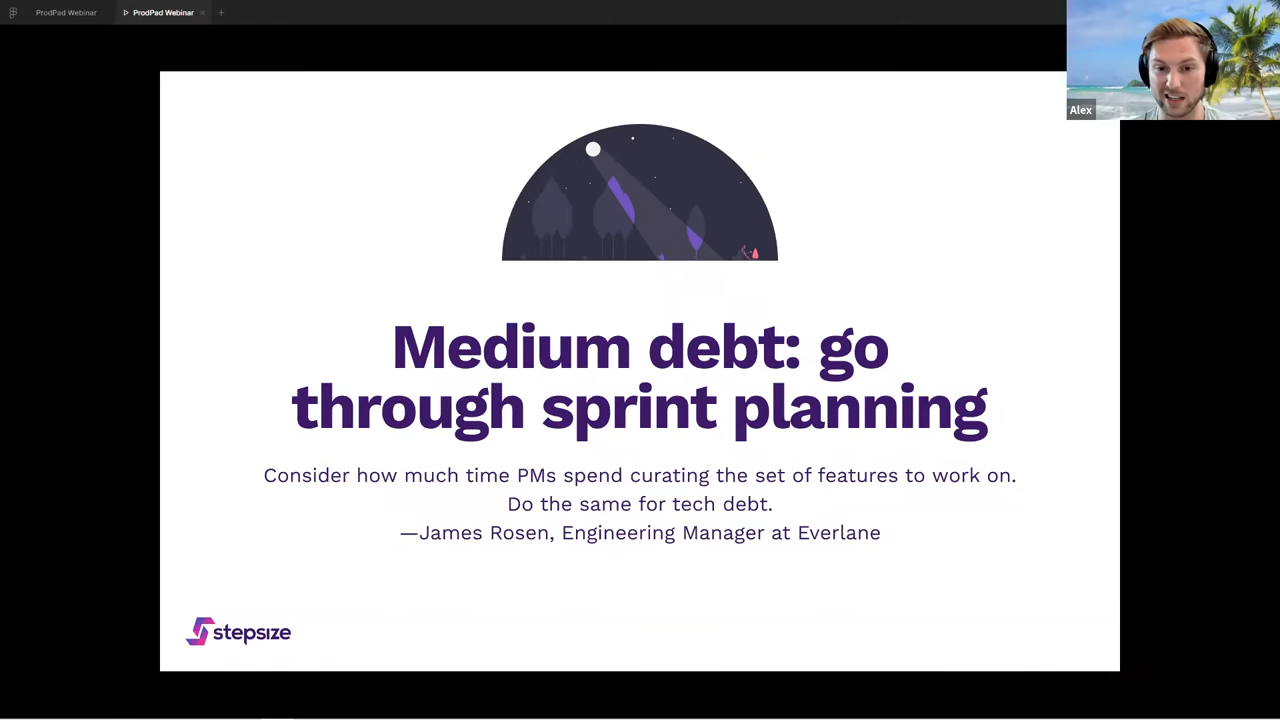 ProdPad Webinar
ProdPad Webinar
Alex
Medium debt: go
through sprint planning
Consider how much time PMs spend curating the set of features to work on.
Do the same for tech debt.
—James Rosen, Engineering Manager at Everlane
stepsize